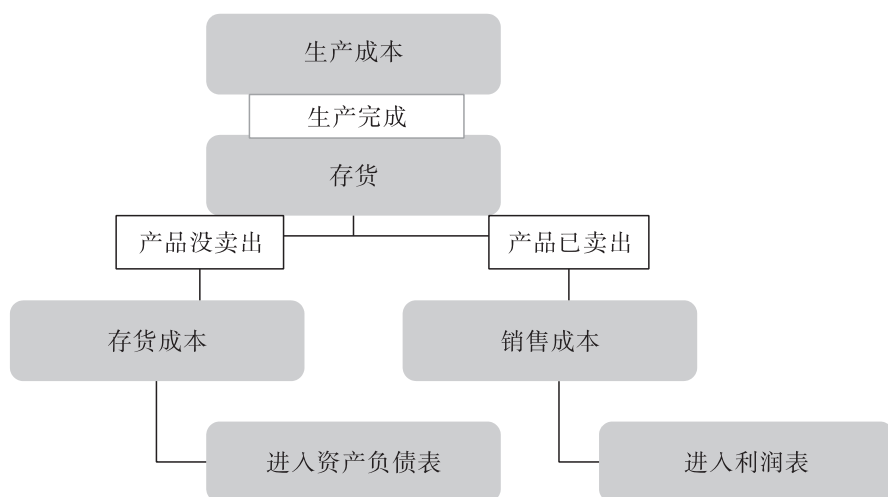 生产成本
生产完成
存货
产品没卖出
产品已卖出
存货成本
销售成本
进入资产负债表
进入利润表